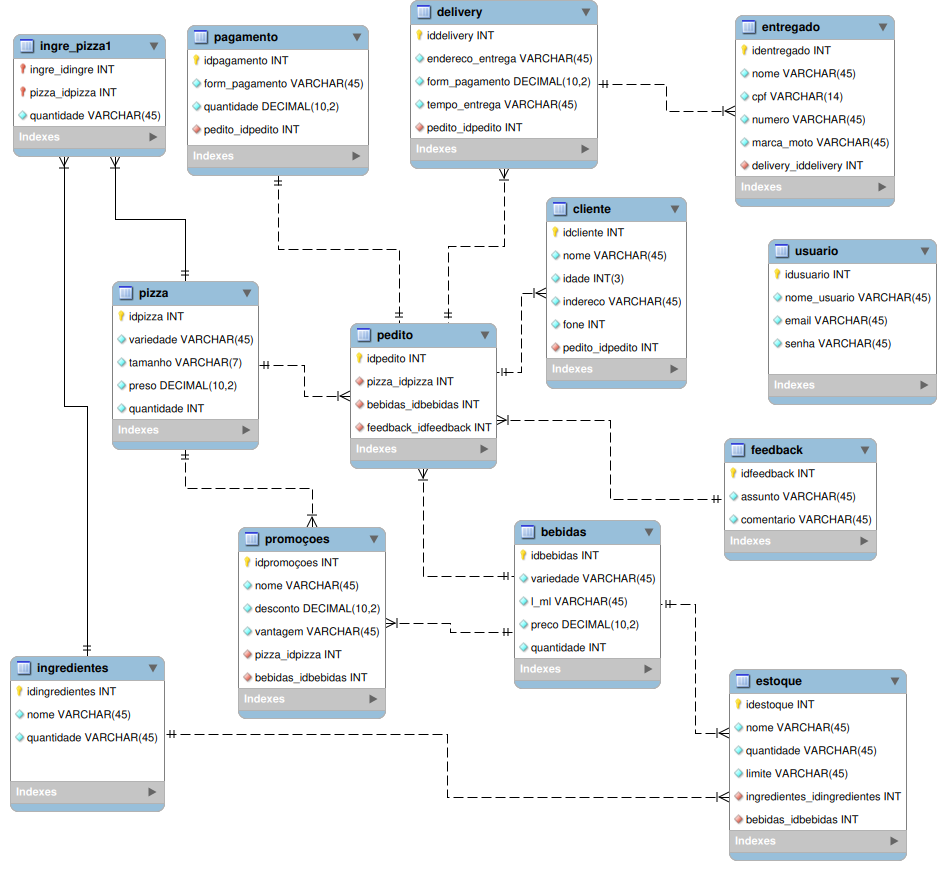 ingre_pizza1
ingre_idingre INT
pizza_idpizza INT
quantidade VARCHAR(45)
Indexes
pagamento
idpagamento INT
form_pagamento VARCHAR(45)
quantidade DECIMAL(10,2)
pedito_idpedito INT
Indexes
delivery
iddelivery INT
endereco_entrega VARCHAR(45)
form_pagamento DECIMAL(10,2)
tempo_entrega VARCHAR(45)
pedito_idpedito INT
Indexes
entregado
identregado INT
nome VARCHAR(45)
cpf VARCHAR(14)
numero VARCHAR(45)
marca_moto VARCHAR(45)
delivery_iddelivery INT
Indexes
cliente
idcliente INT
nome VARCHAR(45)
idade INT(3)
indereco VARCHAR(45)
fone INT
pedito_idpedito INT
Indexes
usuario
idusuario INT
nome_usuario VARCHAR(45)
email VARCHAR(45)
senha VARCHAR(45)
Indexes
pizza
idpizza INT
variedade VARCHAR(45)
tamanho VARCHAR(7)
preso DECIMAL(10,2)
quantidade INT
Indexes
pedito
idpedito INT
pizza_idpizza INT
bebidas_idbebidas INT
feedback_idfeedback INT
Indexes
feedback
idfeedback INT
assunto VARCHAR(45)
comentario VARCHAR(45)
Indexes
promoçoes
idpromoçoes INT
nome VARCHAR(45)
desconto DECIMAL(10,2)
vantagem VARCHAR(45)
pizza_idpizza INT
bebidas_idbebidas INT
Indexes
bebidas
idbebidas INT
variedade VARCHAR(45)
l_ml VARCHAR(45)
preco DECIMAL(10,2)
quantidade INT
Indexes
ingredientes
idingredientes INT
nome VARCHAR(45)
quantidade VARCHAR(45)
Indexes
estoque
idestoque INT
nome VARCHAR(45)
quantidade VARCHAR(45)
limite VARCHAR(45)
ingredientes_idingredientes INT
bebidas_idbebidas INT
Indexes